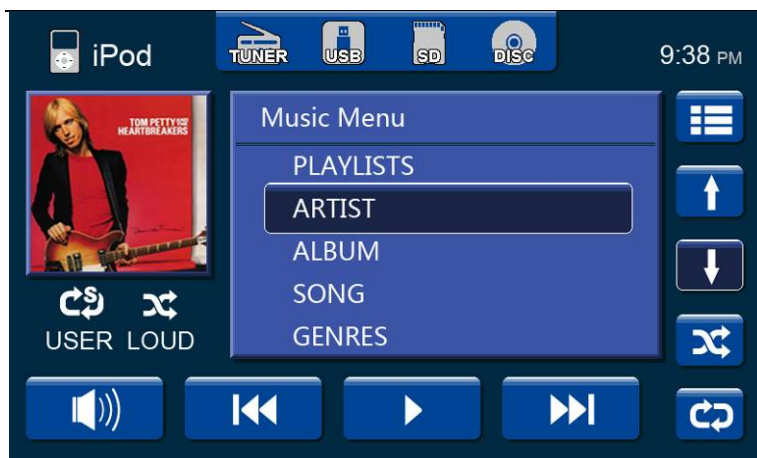 iPod
TUNER USB SD DISC
9:38 PM
TOM PETTY AND THE
HEARTBREAKERS
Music Menu
PLAYLISTS
ARTIST
ALBUM
SONG
GENRES
S
USER LOUD